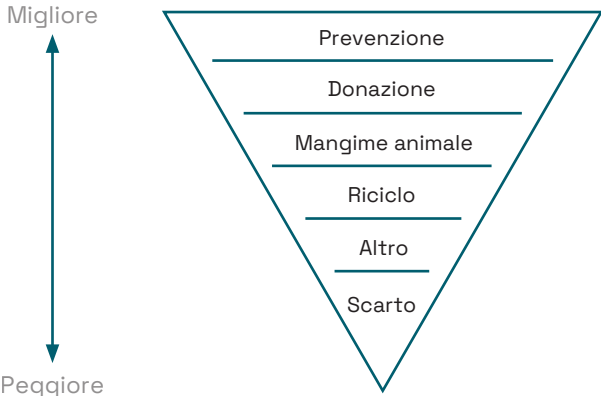 Migliore
Prevenzione
Donazione
Mangime animale
Riciclo
Altro
Scarto
Peggiore